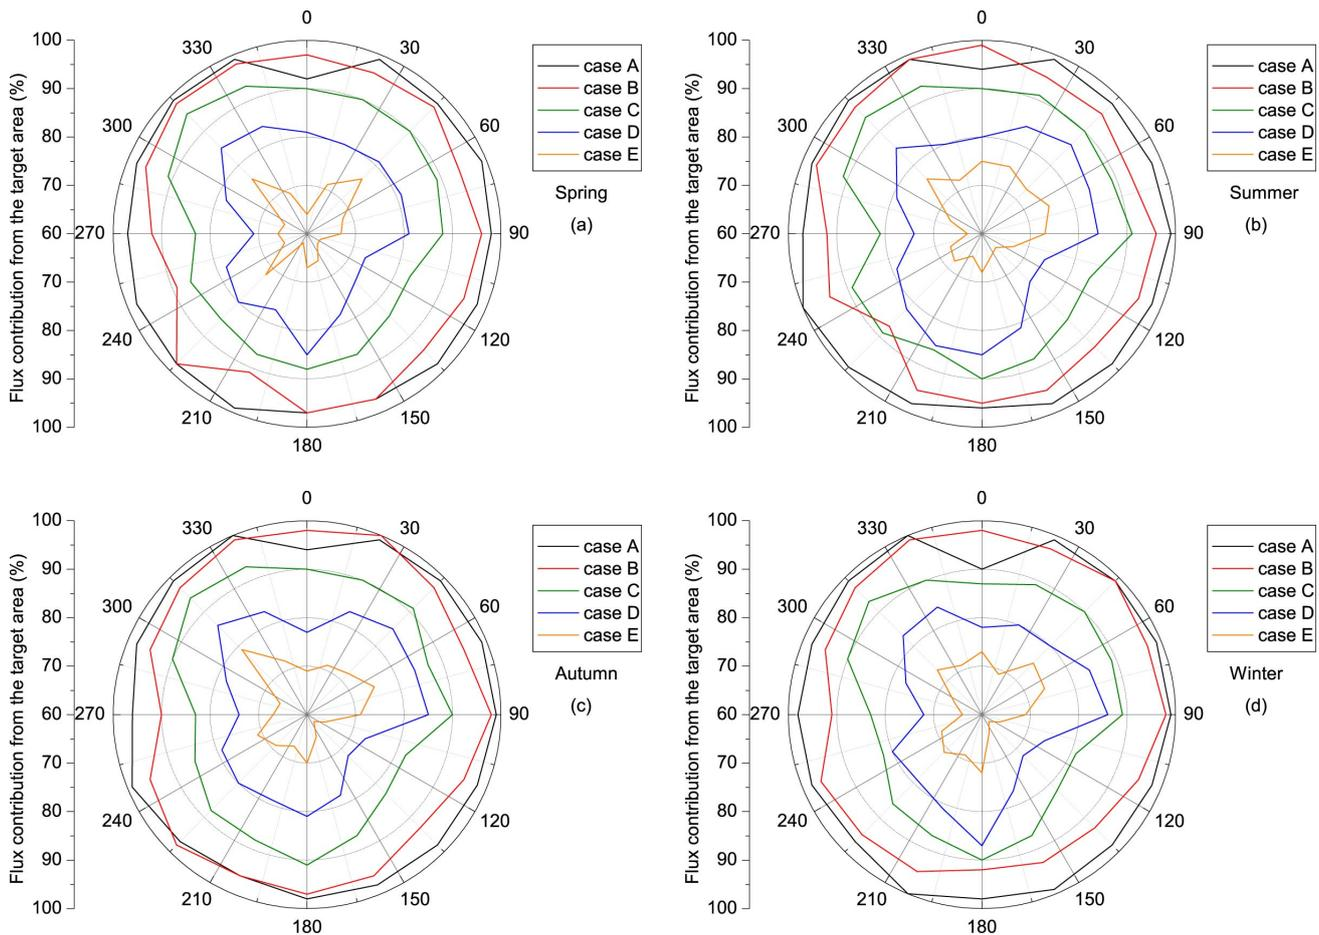 0
330
30
300
60
270
90
240
120
210
150
180
100
90
80
70
60
70
80
90
100
Flux contribution from the target area (%)
case A
case B
case C
case D
case E
Spring
(a)
0
330
30
300
60
270
90
240
120
210
150
180
100
90
80
70
60
70
80
90
100
Flux contribution from the target area (%)
case A
case B
case C
case D
case E
Summer
(b)
0
330
30
300
60
270
90
240
120
210
150
180
100
90
80
70
60
70
80
90
100
Flux contribution from the target area (%)
case A
case B
case C
case D
case E
Autumn
(c)
0
330
30
300
60
270
90
240
120
210
150
180
100
90
80
70
60
70
80
90
100
Flux contribution from the target area (%)
case A
case B
case C
case D
case E
Winter
(d)